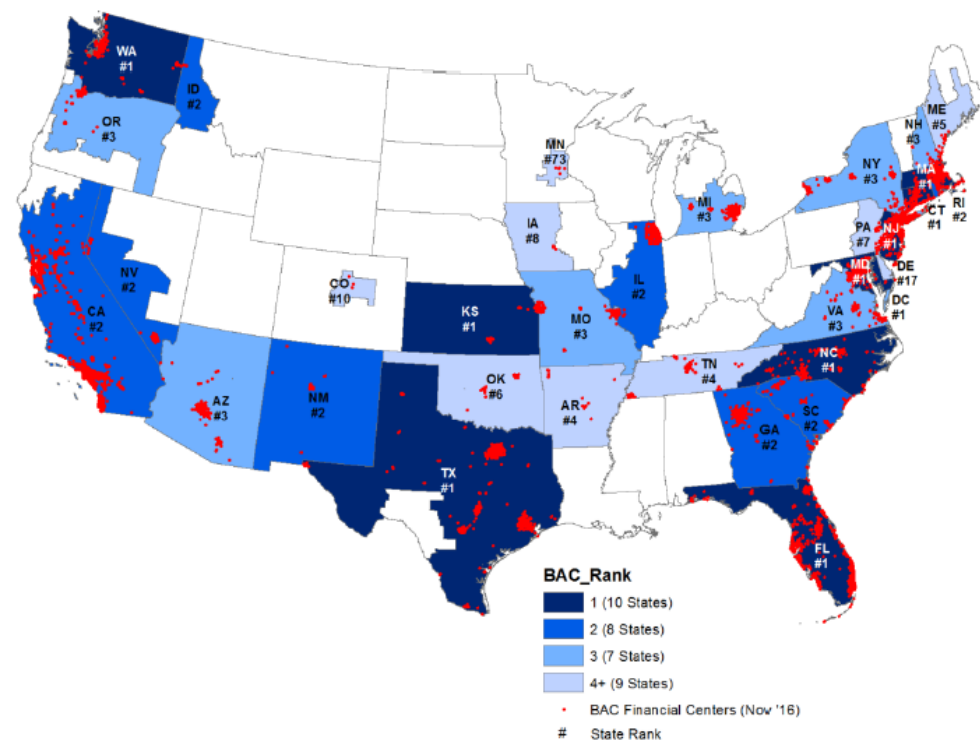 WA
#1
ID
#2
OR
#3
MN
#73
ME
#5
NH
#3
NY
#3
MA
#1
RI
#2
CT
#1
MI
#3
IA
#8
PA
#7
NJ
#1
NV
#2
CO
#10
IL
#2
MD
#1
DE
#17
DC
#1
CA
#2
KS
#1
MO
#3
VA
#3
NC
#1
AZ
#3
NM
#2
OK
#6
AR
#4
TN
#4
SC
#2
GA
#2
TX
#1
FL
#1
BAC_Rank
1 (10 States)
2 (8 States)
3 (7 States)
4+ (9 States)
BAC Financial Centers (Nov '16)
# State Rank